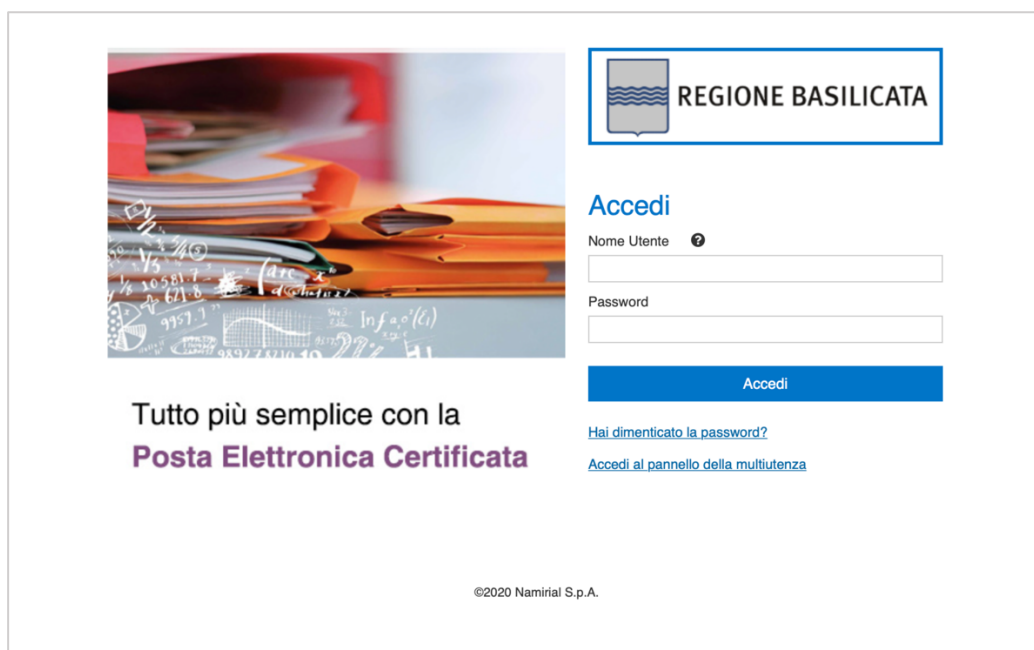 REGIONE BASILICATA
Accedi
Nome Utente
Password
Accedi
Hai dimenticato la password?
Accedi al pannello della multiutenza
Tutto più semplice con la
Posta Elettronica Certificata
©2020 Namirial S.p.A.